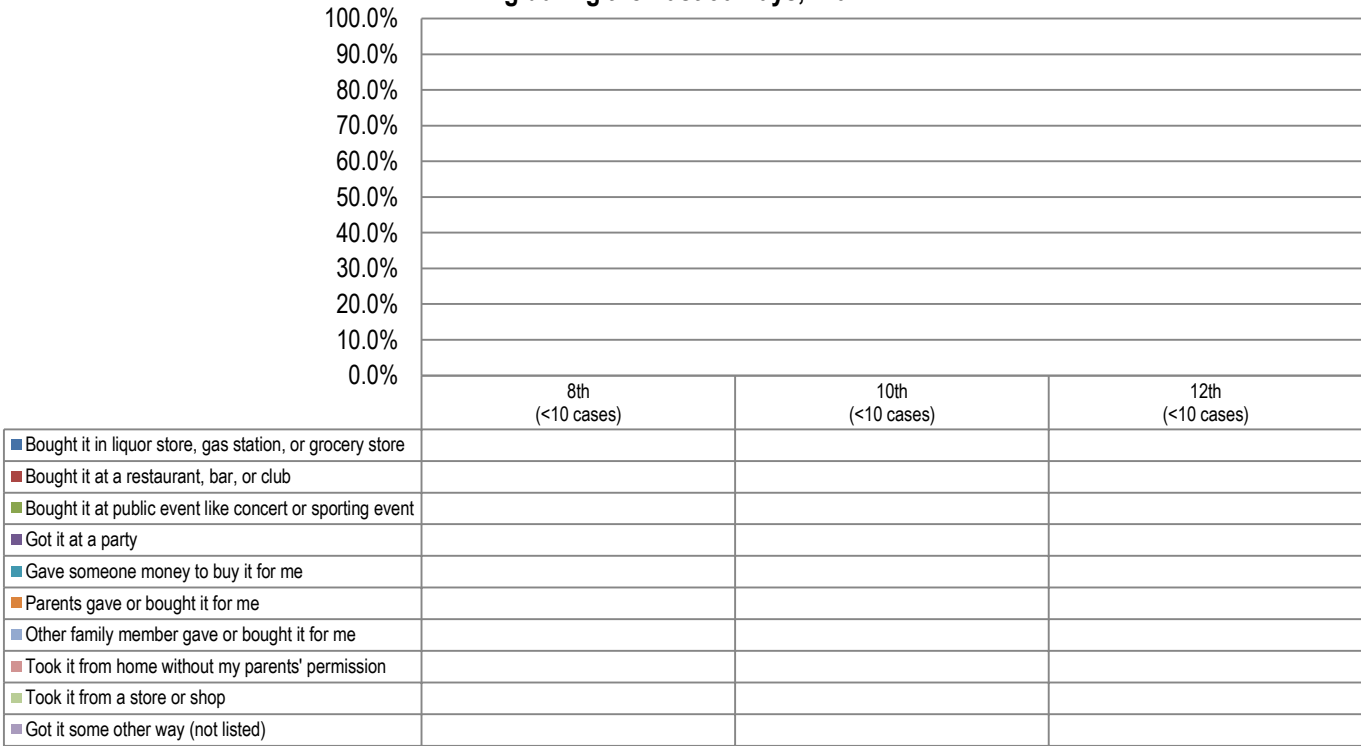 100.0%
90.0%
80.0%
70.0%
60.0%
50.0%
40.0%
30.0%
20.0%
10.0%
0.0%
8th
(<10 cases)
10th
(<10 cases)
12th
(<10 cases)
Bought it in liquor store, gas station, or grocery store
Bought it at a restaurant, bar, or club
Bought it at public event like concert or sporting event
Got it at a party
Gave someone money to buy it for me
Parents gave or bought it for me
Other family member gave or bought it for me
Took it from home without my parents' permission
Took it from a store or shop
Got it some other way (not listed)